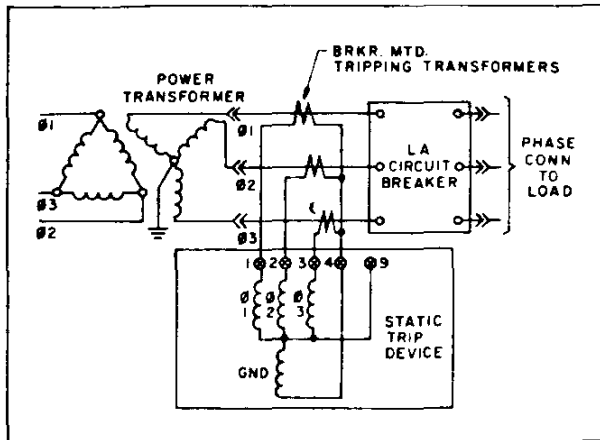 BRKR. MTD.
TRIPPING TRANSFORMERS
POWER
TRANSFORMER
Ø1
Ø3
Ø2
Ø1
Ø2
Ø3
LA
CIRCUIT
BREAKER
PHASE
CONN
TO
LOAD
1 2 3 4 9
Ø 1
Ø 2
Ø 3
GND
STATIC
TRIP
DEVICE